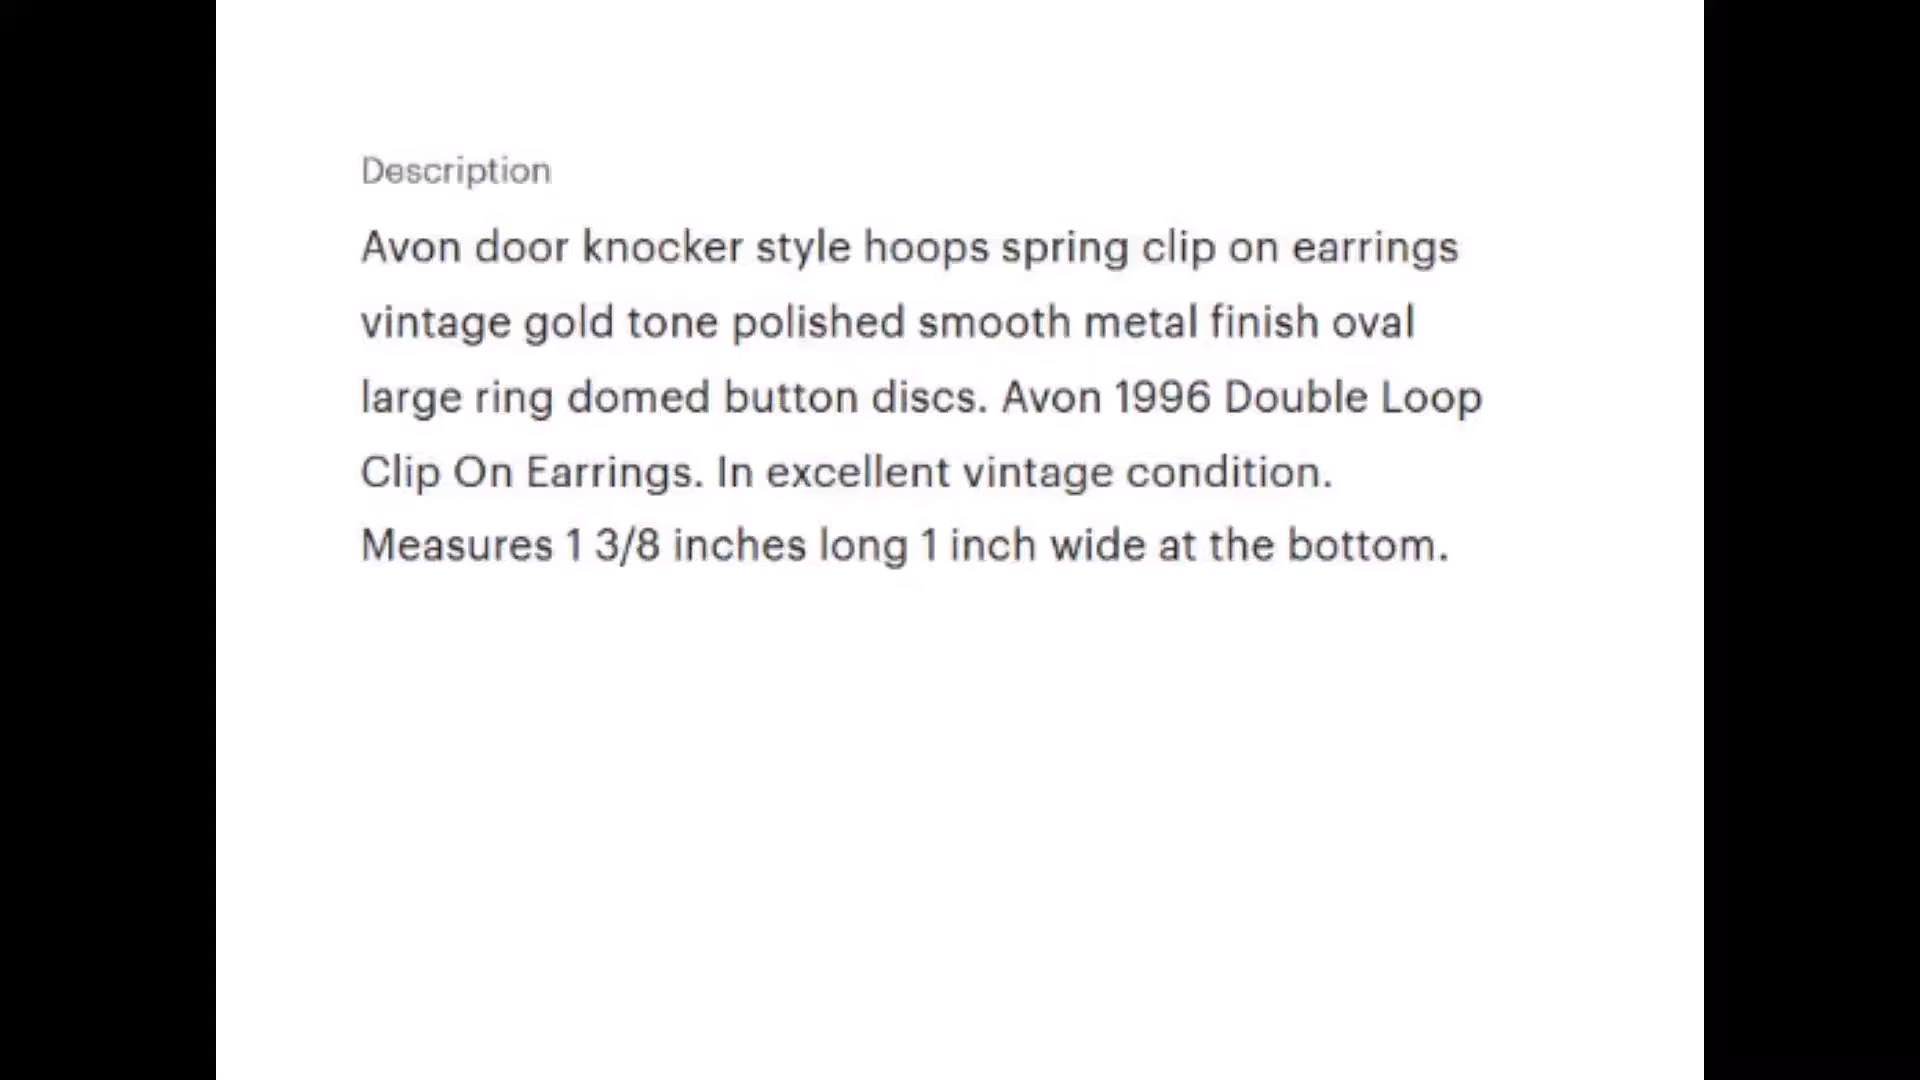 Description
Avon door knocker style hoops spring clip on earrings
vintage gold tone polished smooth metal finish oval
large ring domed button discs. Avon 1996 Double Loop
Clip On Earrings. In excellent vintage condition.
Measures 1 3/8 inches long 1 inch wide at the bottom.